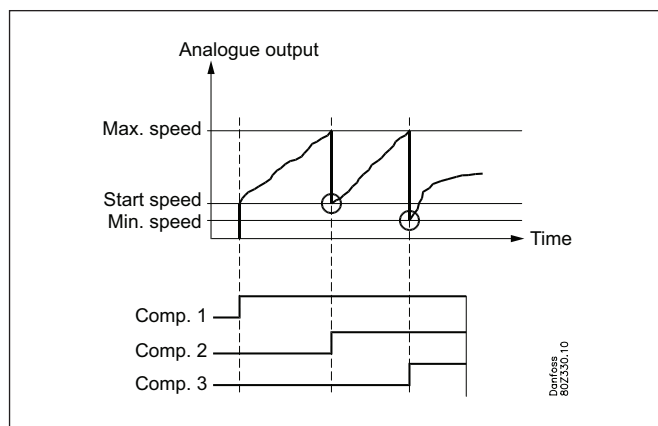 Analogue output
Max. speed
Start speed
Min. speed
Time
Comp. 1
Comp. 2
Comp. 3
Danfoss
80Z330.10